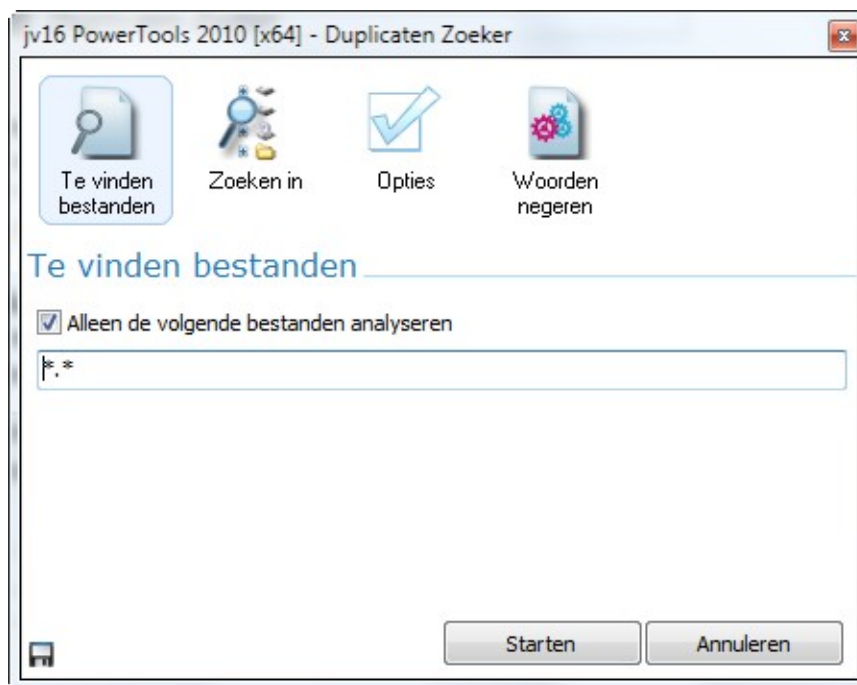 jv16 PowerTools 2010 [x64] - Duplicaten Zoeker
Te vinden
bestanden
Zoeken in
Opties
Woorden
negeren
Te vinden bestanden
Alleen de volgende bestanden analyseren
*.*
Starten
Annuleren